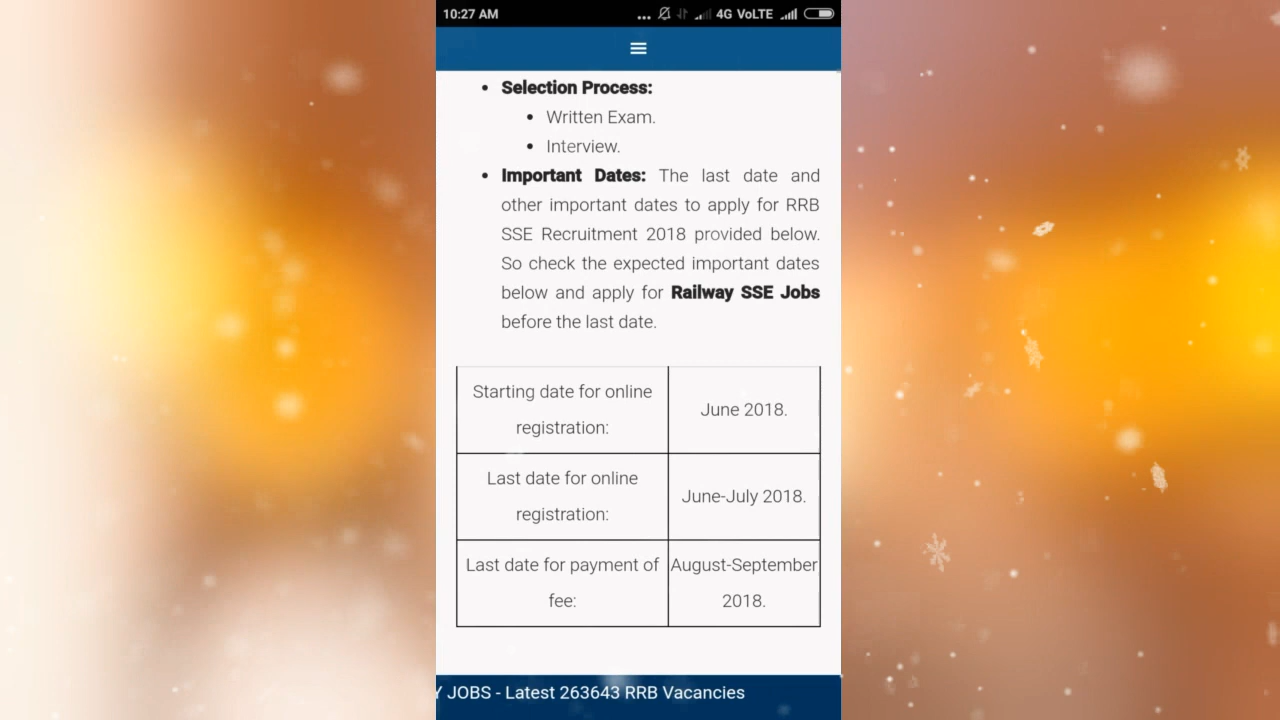 10:27 AM
... 4G VoLTE
Selection Process:
Written Exam.
Interview.
Important Dates: The last date and
other important dates to apply for RRB
SSE Recruitment 2018 provided below.
So check the expected important dates
below and apply for Railway SSE Jobs
before the last date.
Starting date for online
registration:
June 2018.
Last date for online
registration:
June-July 2018.
Last date for payment of
fee:
August-September
2018.
Y JOBS - Latest 263643 RRB Vacancies